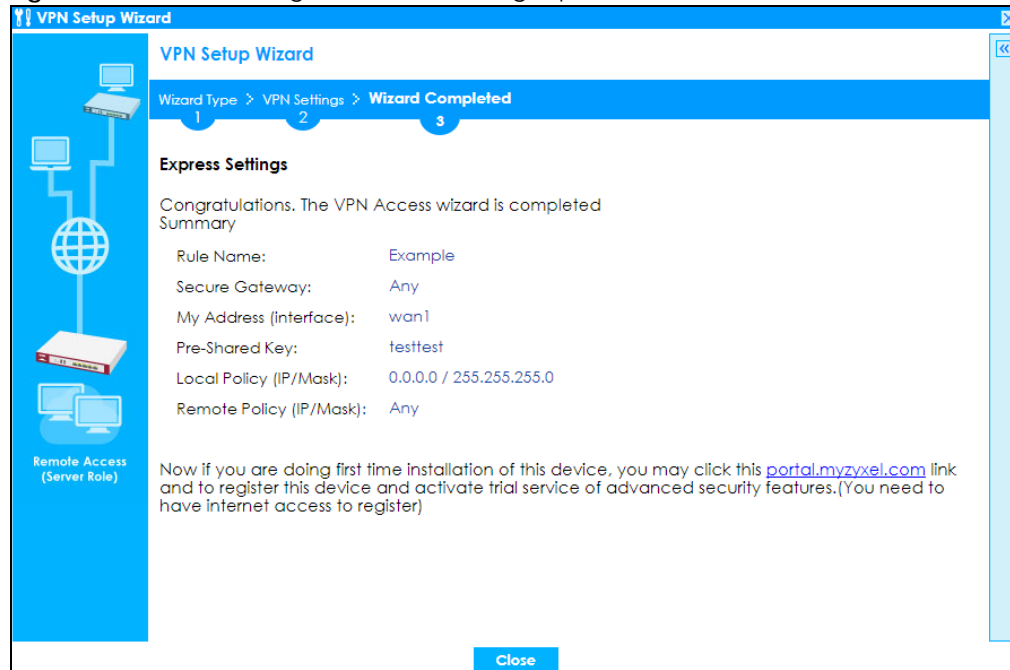 VPN Setup Wizard
VPN Setup Wizard
Wizard Type > VPN Settings > Wizard Completed
1 2 3
Express Settings
Congratulations. The VPN Access wizard is completed
Summary
Rule Name: Example
Secure Gateway: Any
My Address (interface): wan1
Pre-Shared Key: testtest
Local Policy (IP/Mask): 0.0.0.0 / 255.255.255.0
Remote Policy (IP/Mask): Any
Remote Access
(Server Role)
Now if you are doing first time installation of this device, you may click this portal.myzyxel.com link
and to register this device and activate trial service of advanced security features.(You need to
have internet access to register)
Close